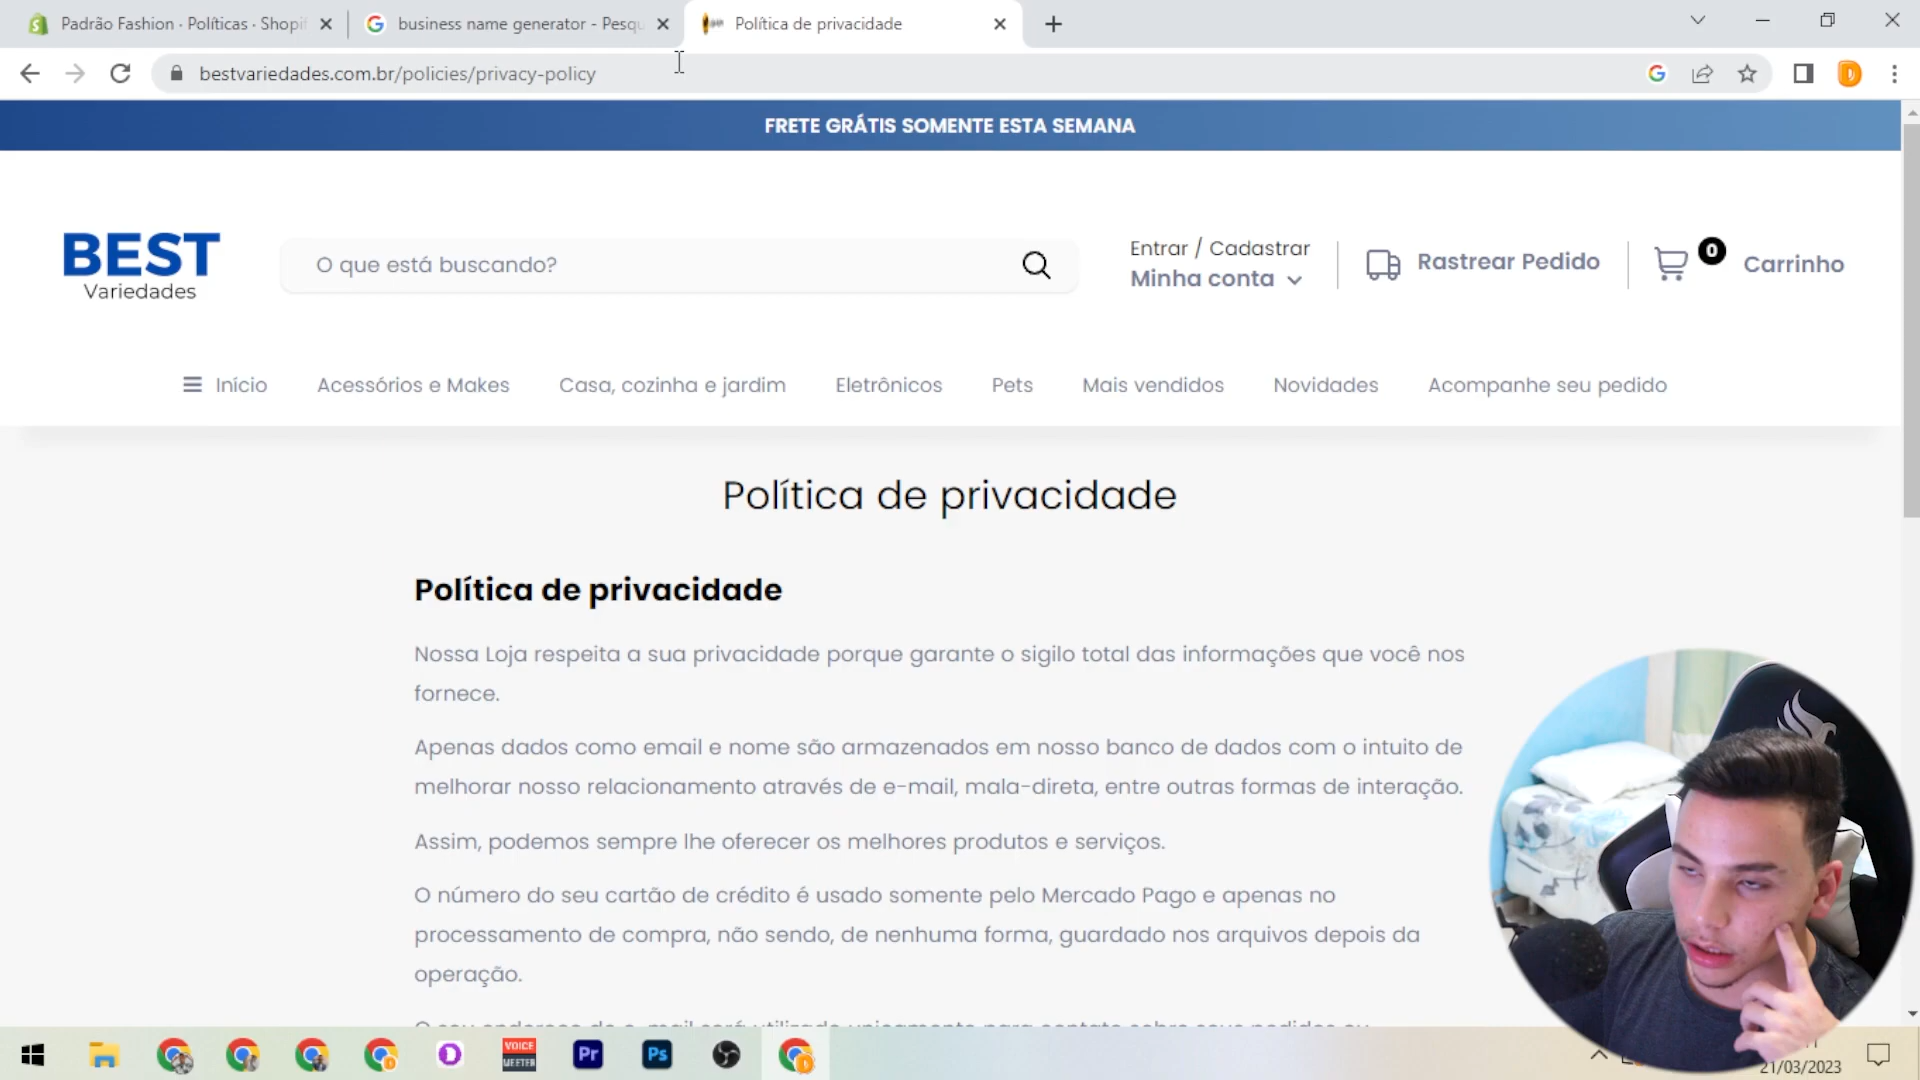 Padrão Fashion · Políticas · Shopif
business name generator - Pesqu
Política de privacidade
bestvariedades.com.br/policies/privacy-policy
FRETE GRÁTIS SOMENTE ESTA SEMANA
BEST
Variedades
O que está buscando?
Entrar / Cadastrar
Minha conta
Rastrear Pedido
0
Carrinho
Início
Acessórios e Makes
Casa, cozinha e jardim
Eletrônicos
Pets
Mais vendidos
Novidades
Acompanhe seu pedido
Política de privacidade
Política de privacidade
Nossa Loja respeita a sua privacidade porque garante o sigilo total das informações que você nos
fornece.
Apenas dados como email e nome são armazenados em nosso banco de dados com o intuito de
melhorar nosso relacionamento através de e-mail, mala-direta, entre outras formas de interação.
Assim, podemos sempre lhe oferecer os melhores produtos e serviços.
O número do seu cartão de crédito é usado somente pelo Mercado Pago e apenas no
processamento de compra, não sendo, de nenhuma forma, guardado nos arquivos depois da
operação.
VOICE
MEETER
Pr
Ps
21/03/2023